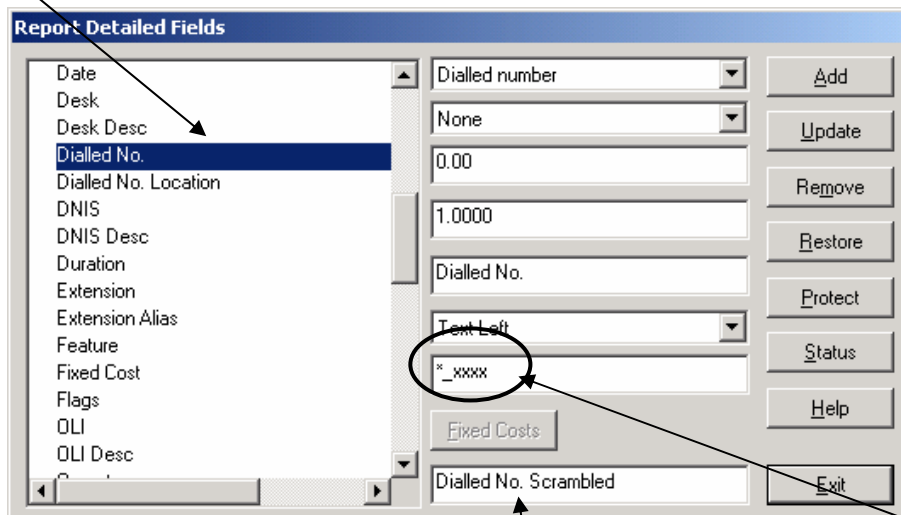 Report Detailed Fields
Date
Desk
Desk Desc
Dialled No.
Dialled No. Location
DNIS
DNIS Desc
Duration
Extension
Extension Alias
Feature
Fixed Cost
Flags
OLI
OLI Desc
Dialled number
None
0.00
1.0000
Dialled No.
Text Left
*_xxxx
Fixed Costs
Dialled No. Scrambled
Add
Update
Remove
Restore
Protect
Status
Help
Exit